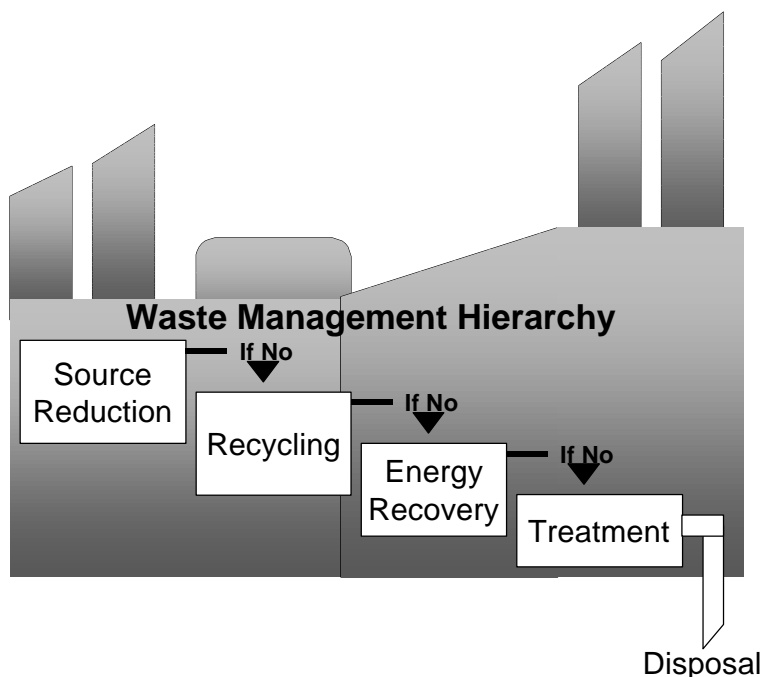 Waste Management Hierarchy
If No
Source
Reduction
If No
Recycling
If No
Energy
Recovery
Treatment
Disposal